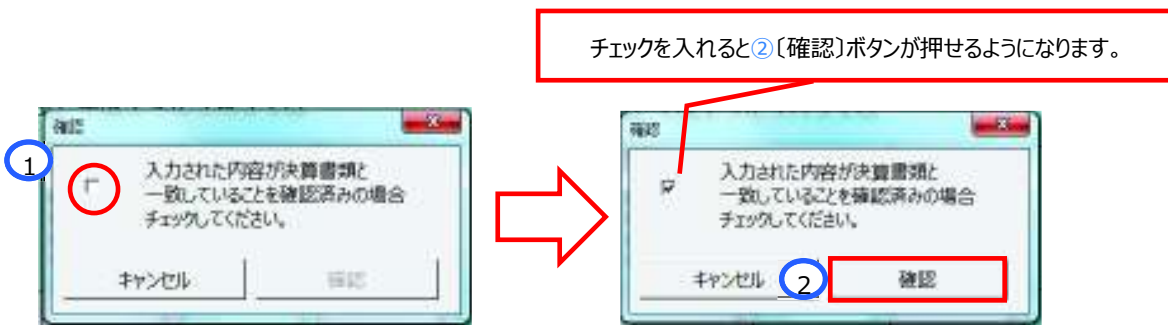 チェックを入れると②〔確認〕ボタンが押せるようになります。
確認
1
入力された内容が決算書類と
一致していることを確認済みの場合
チェックしてください。
キャンセル
確認
確認
入力された内容が決算書類と
一致していることを確認済みの場合
チェックしてください。
キャンセル
2
確認